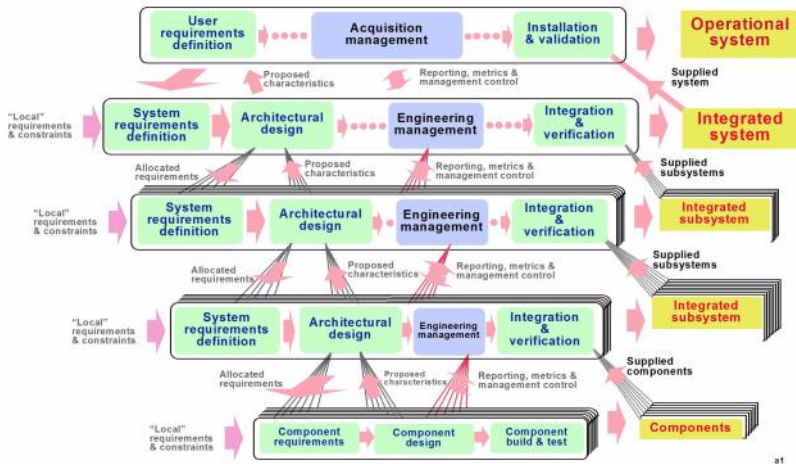 User
requirements
definition
Acquisition
management
Installation
& validation
Operational
system
Proposed
characteristics
Reporting, metrics &
management control
Supplied
system
"Local"
requirements
& constraints
System
requirements
definition
Architectural
design
Engineering
management
Integration
&
verification
Integrated
system
Allocated
requirements
Proposed
characteristics
Reporting, metrics &
management control
Supplied
subsystems
"Local"
requirements
& constraints
System
requirements
definition
Architectural
design
Engineering
management
Integration
&
verification
Integrated
subsystem
Allocated
requirements
Proposed
characteristics
Reporting, metrics &
management control
Supplied
subsystems
"Local"
requirements
& constraints
System
requirements
definition
Architectural
design
Engineering
management
Integration
&
verification
Integrated
subsystem
Allocated
requirements
Proposed
characteristics
Reporting, metrics &
management control
Supplied
components
"Local"
requirements
& constraints
Component
requirements
Component
design
Component
build & test
Components
a1